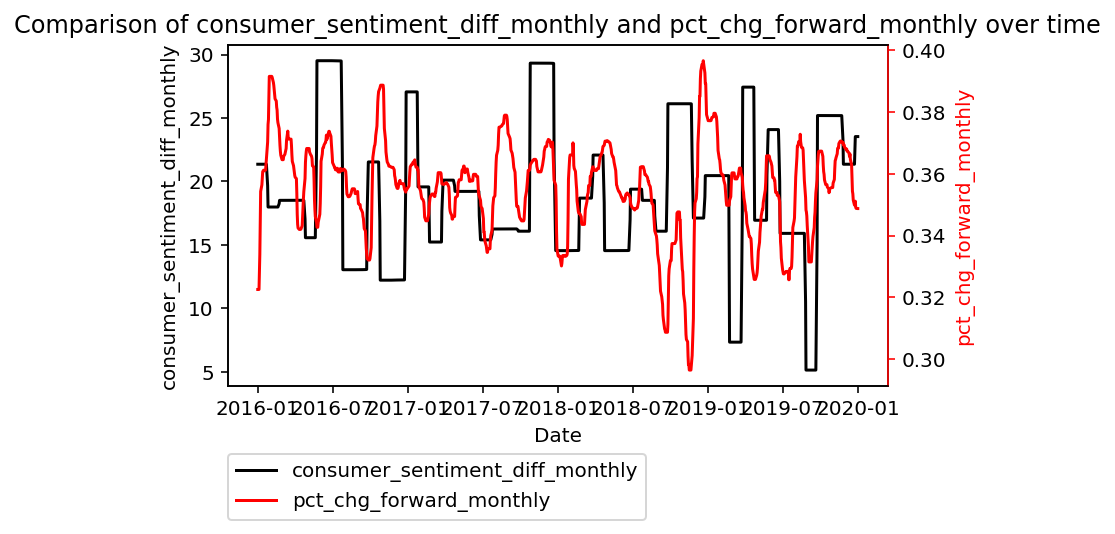 Comparison of consumer_sentiment_diff_monthly and pct_chg_forward_monthly over time
consumer_sentiment_diff_monthly
30
25
20
15
10
5
0.40
0.38
0.36
0.34
0.32
0.30
pct_chg_forward_monthly
2016-01 2016-07 2017-01 2017-07 2018-01 2018-07 2019-01 2019-07 2020-01
Date
consumer_sentiment_diff_monthly
pct_chg_forward_monthly